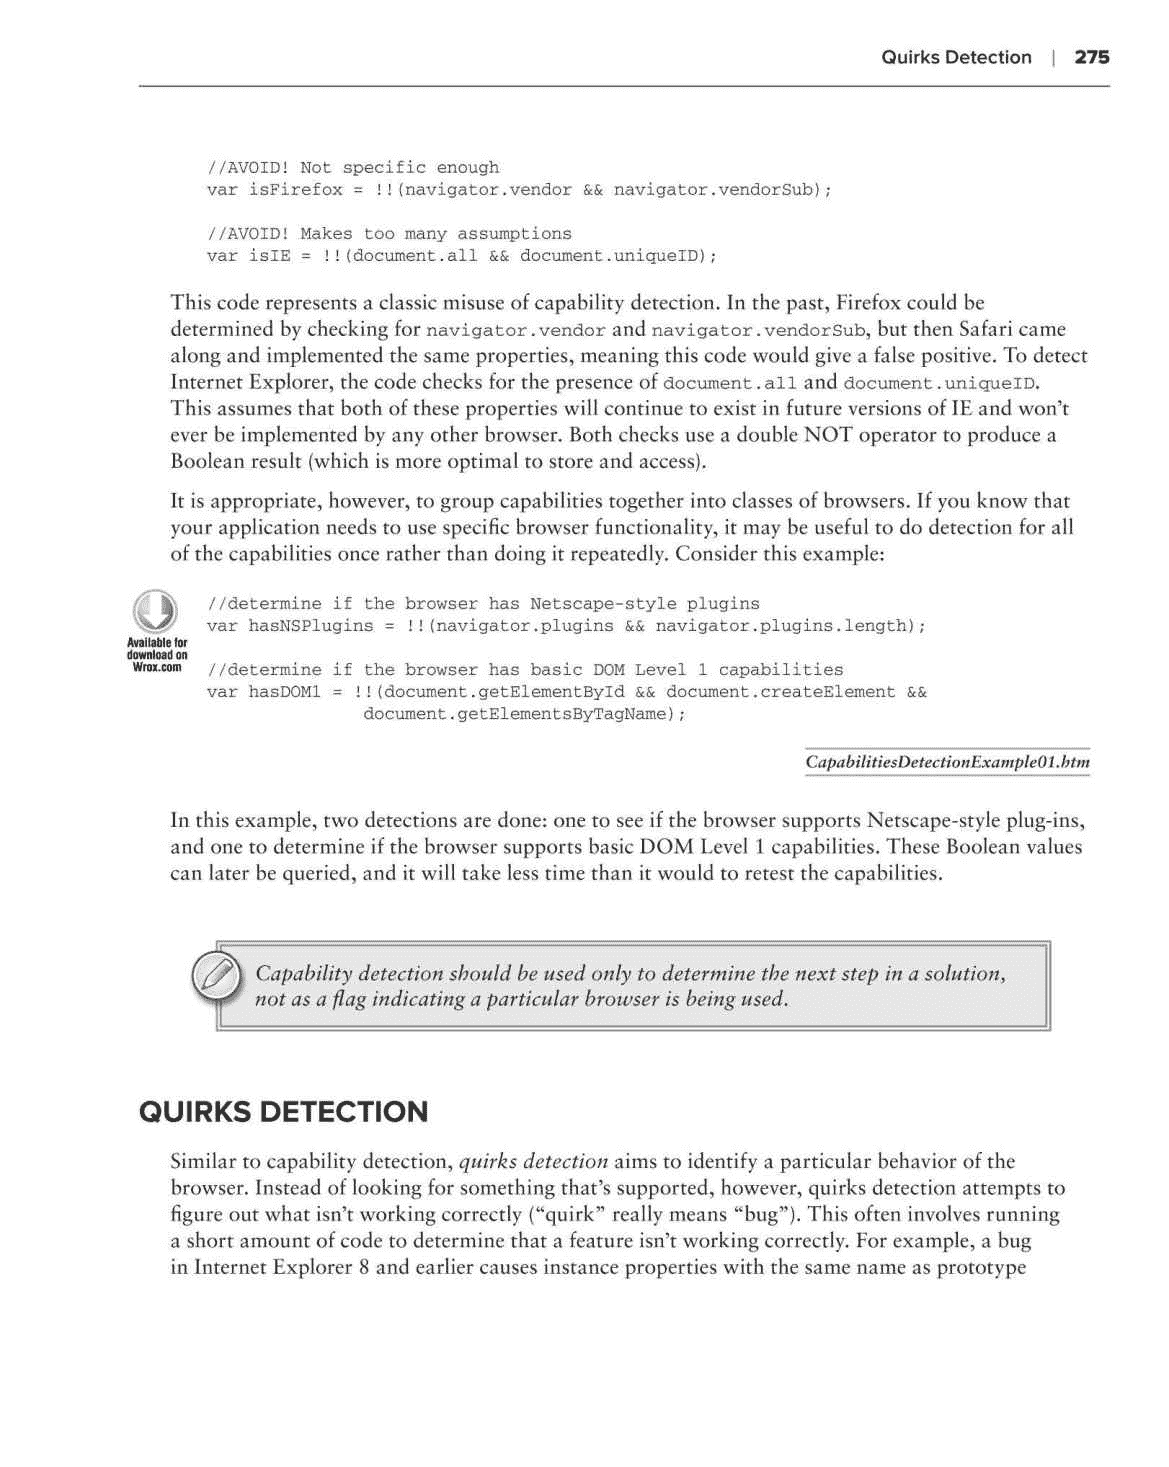 Quirks Detection | 275
//AVOID! Not specific enough
var isFirefox = !!(navigator.vendor && navigator.vendorSub);
//AVOID! Makes too many assumptions
var isIE = !!(document.all && document.uniqueID);
This code represents a classic misuse of capability detection. In the past, Firefox could be
determined by checking for navigator.vendor and navigator.vendorSub, but then Safari came
along and implemented the same properties, meaning this code would give a false positive. To detect
Internet Explorer, the code checks for the presence of document.all and document.uniqueID.
This assumes that both of these properties will continue to exist in future versions of IE and won't
ever be implemented by any other browser. Both checks use a double NOT operator to produce a
Boolean result (which is more optimal to store and access).
It is appropriate, however, to group capabilities together into classes of browsers. If you know that
your application needs to use specific browser functionality, it may be useful to do detection for all
of the capabilities once rather than doing it repeatedly. Consider this example:
Available for
download on
Wrox.com
//determine if the browser has Netscape-style plugins
var hasNSPlugins = !!(navigator.plugins && navigator.plugins.length);
//determine if the browser has basic DOM Level 1 capabilities
var hasDOM1 = !!(document.getElementById && document.createElement &&
document.getElementsByTagName);
CapabilitiesDetectionExample01.htm
In this example, two detections are done: one to see if the browser supports Netscape-style plug-ins,
and one to determine if the browser supports basic DOM Level 1 capabilities. These Boolean values
can later be queried, and it will take less time than it would to retest the capabilities.
Capability detection should be used only to determine the next step in a solution,
not as a flag indicating a particular browser is being used.
QUIRKS DETECTION
Similar to capability detection, quirks detection aims to identify a particular behavior of the
browser. Instead of looking for something that's supported, however, quirks detection attempts to
figure out what isn't working correctly (“quirk” really means “bug”). This often involves running
a short amount of code to determine that a feature isn't working correctly. For example, a bug
in Internet Explorer 8 and earlier causes instance properties with the same name as prototype